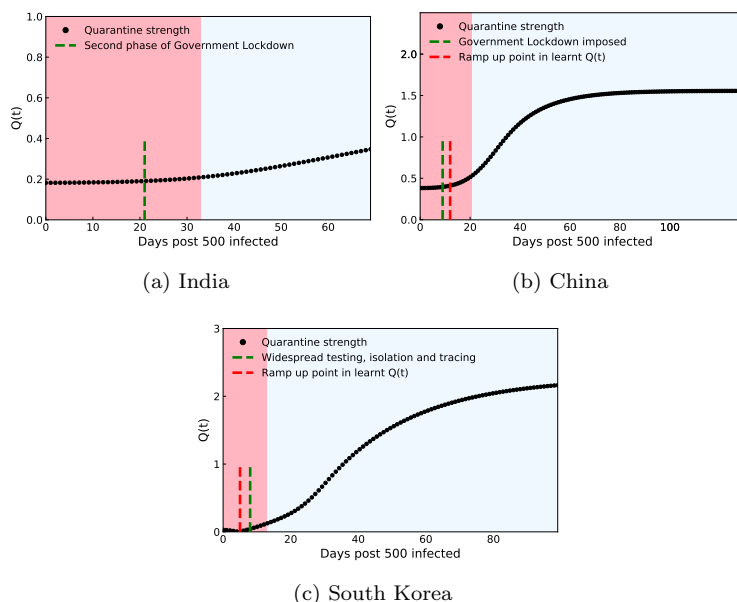 1.0
0.8
0.6
0.4
0.2
0.0
Q(t)
Quarantine strength
Second phase of Government Lockdown
0 10 20 30 40 50 60
Days post 500 infected
(a) India
2.0
2.0
1.5
1.0
0.5
0.0
Q(t)
Quarantine strength
Government Lockdown imposed
Ramp up point in learnt Q(t)
0 20 40 60 80 100
Days post 500 infected
(b) China
3
2
1
0
Q(t)
Quarantine strength
Widespread testing, isolation and tracing
Ramp up point in learnt Q(t)
0 20 40 60 80
Days post 500 infected
(c) South Korea